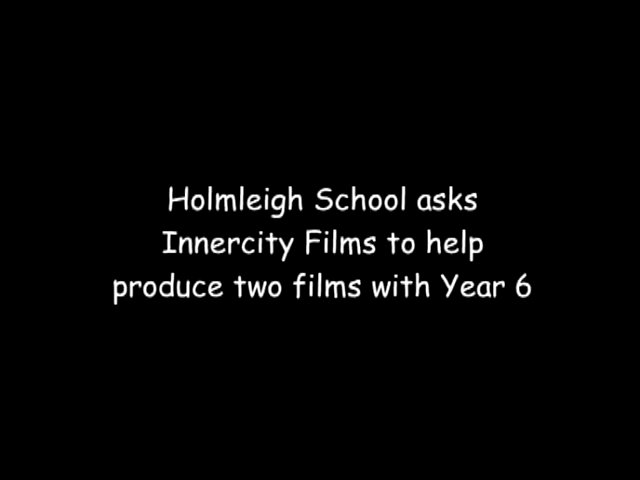 Holmleigh School asks
Innercity Films to help
produce two films with Year 6